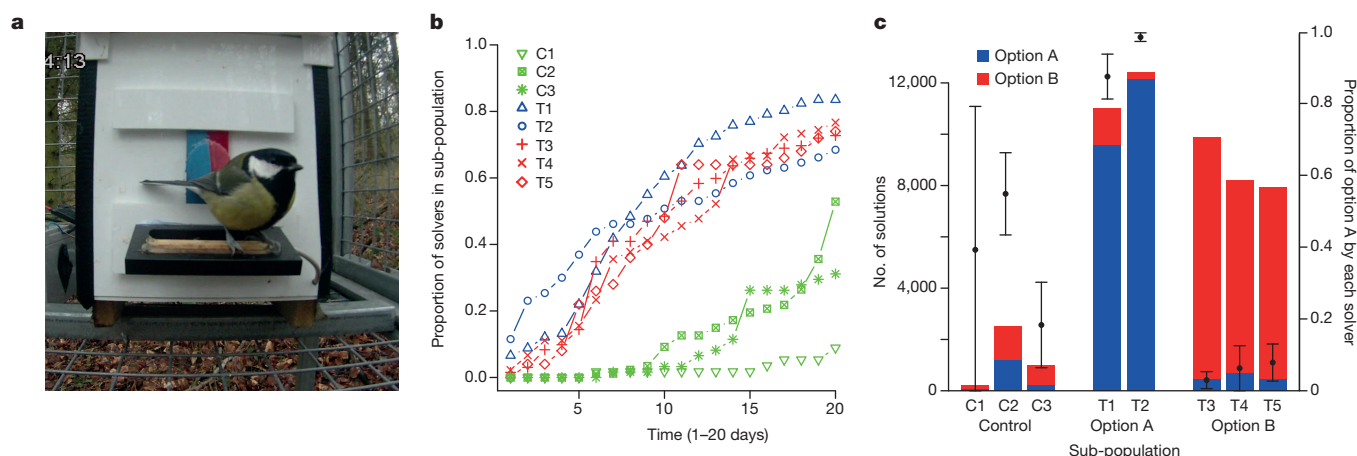 a
4:13
b
Proportion of solvers in sub-population
1.0
0.8
0.6
0.4
0.2
0.0
C1
C2
C3
T1
T2
T3
T4
T5
5
10
15
20
Time (1–20 days)
c
Option A
Option B
No. of solutions
12,000
8,000
4,000
0
1.0
0.8
0.6
0.4
0.2
0
Proportion of option A by each solver
C1 C2 C3 T1 T2 T3 T4 T5
Control Option A Option B
Sub-population